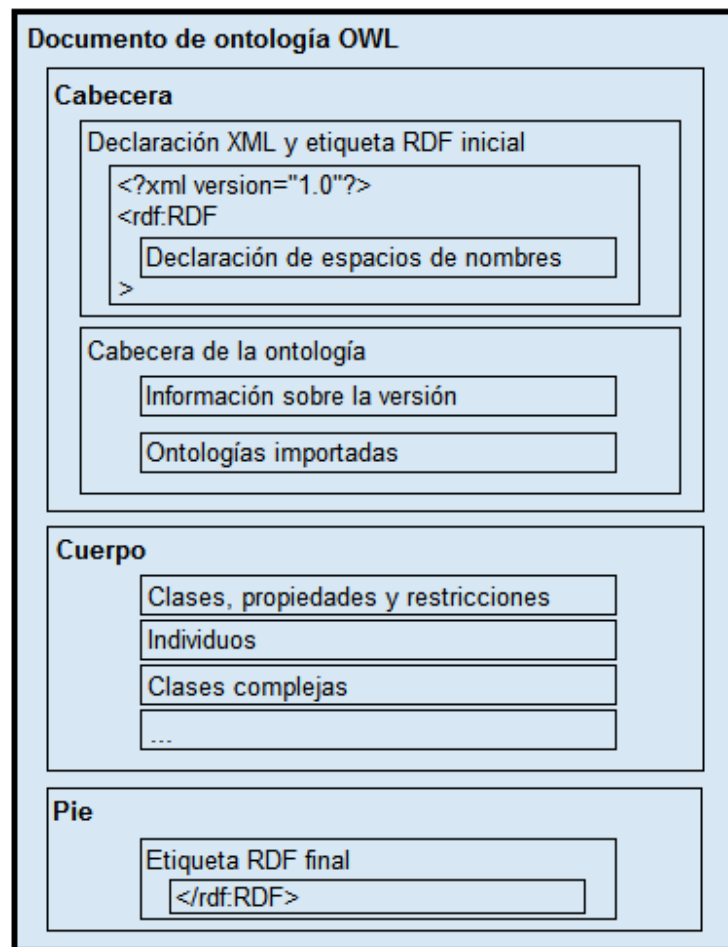 Documento de ontología OWL
Cabecera
Declaración XML y etiqueta RDF inicial
<?xml version="1.0"?>
<rdf:RDF
Declaración de espacios de nombres
>
Cabecera de la ontología
Información sobre la versión
Ontologías importadas
Cuerpo
Clases, propiedades y restricciones
Individuos
Clases complejas
...
Pie
Etiqueta RDF final
</rdf:RDF>